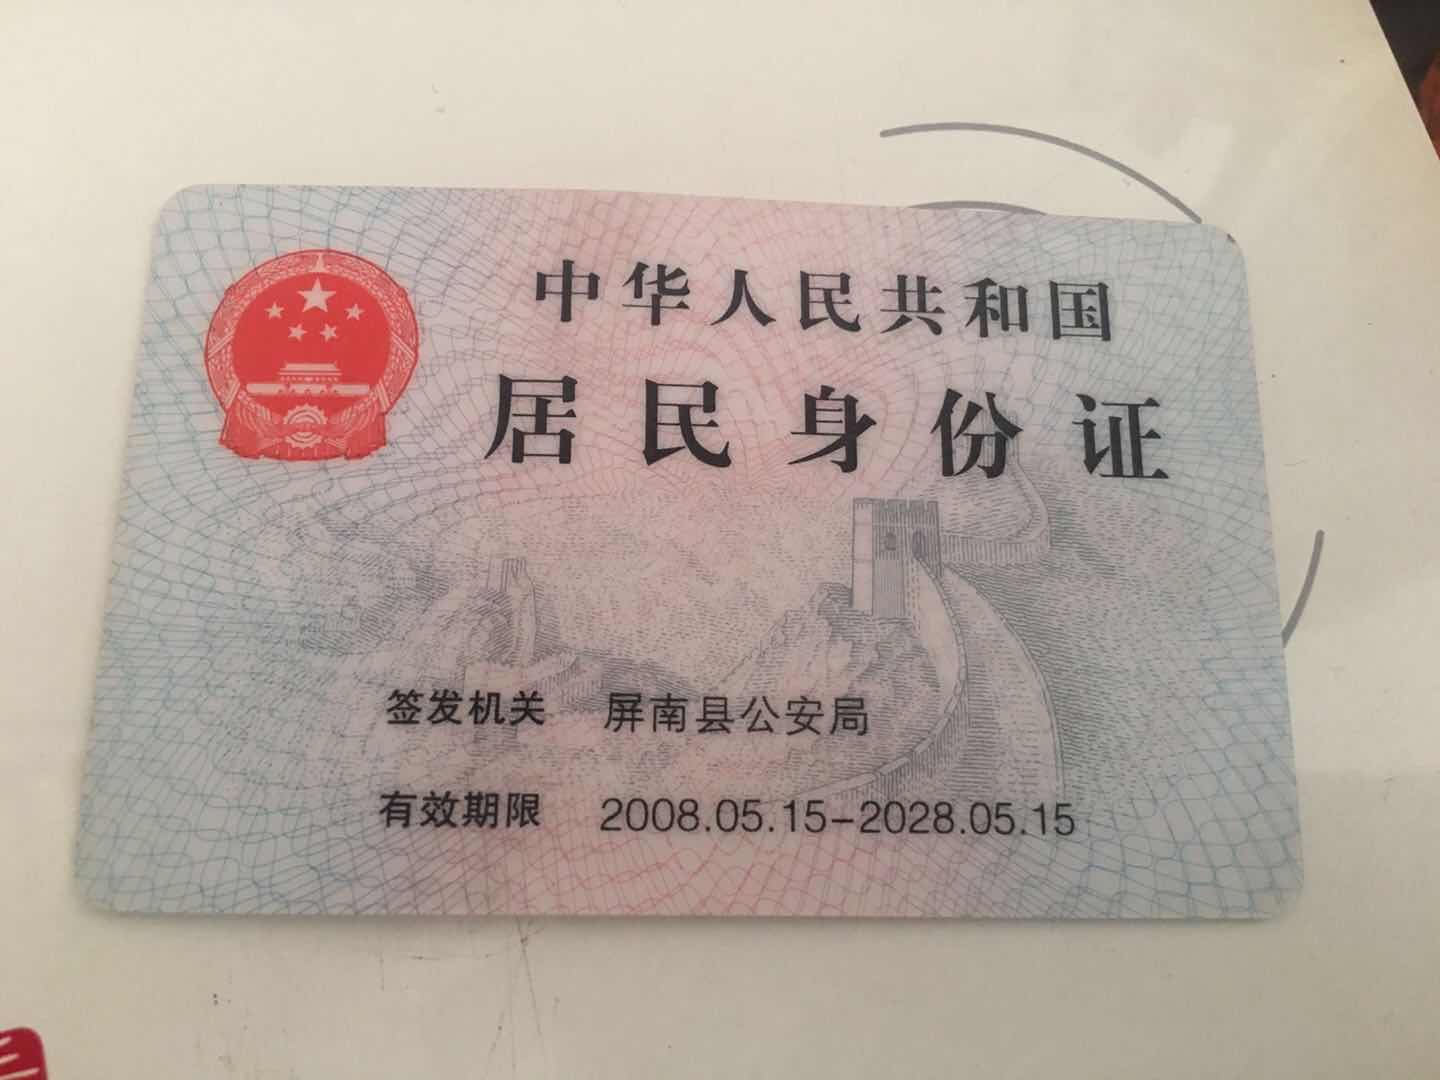 中华人民共和国
居民身份证
签发机关 屏南县公安局
有效期限 2008.05.15-2028.05.15